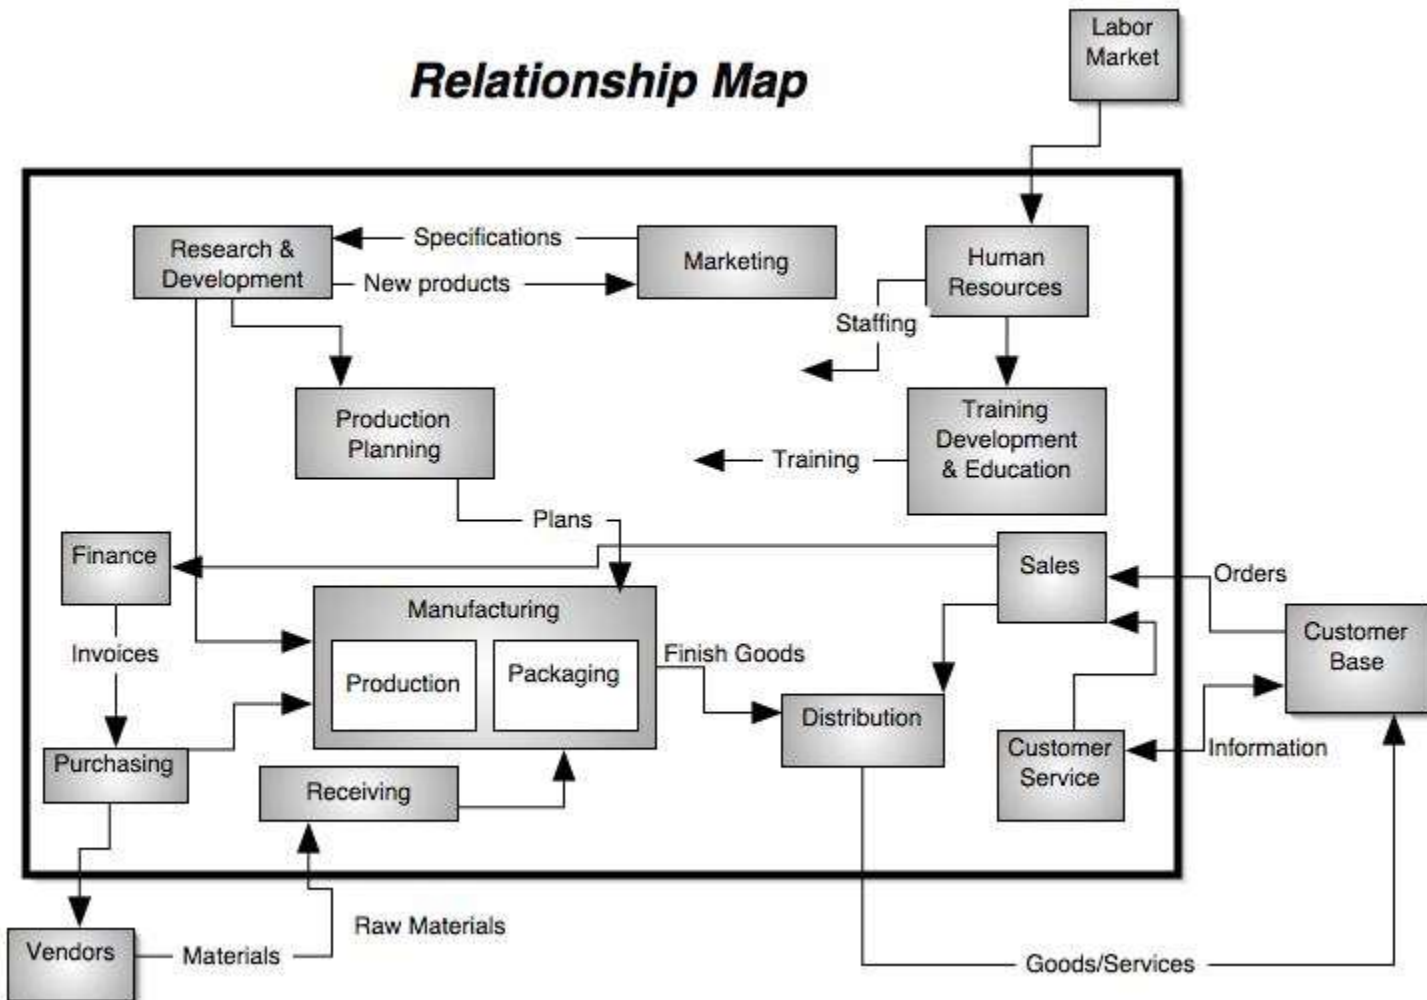 Labor
Market
Relationship Map
Research &
Development
Specifications
New products
Marketing
Human
Resources
Staffing
Production
Planning
Training
Development
& Education
Training
Plans
Finance
Sales
Orders
Manufacturing
Customer
Base
Invoices
Finish Goods
Production
Packaging
Distribution
Purchasing
Customer
Service
Information
Receiving
Raw Materials
Vendors
Materials
Goods/Services